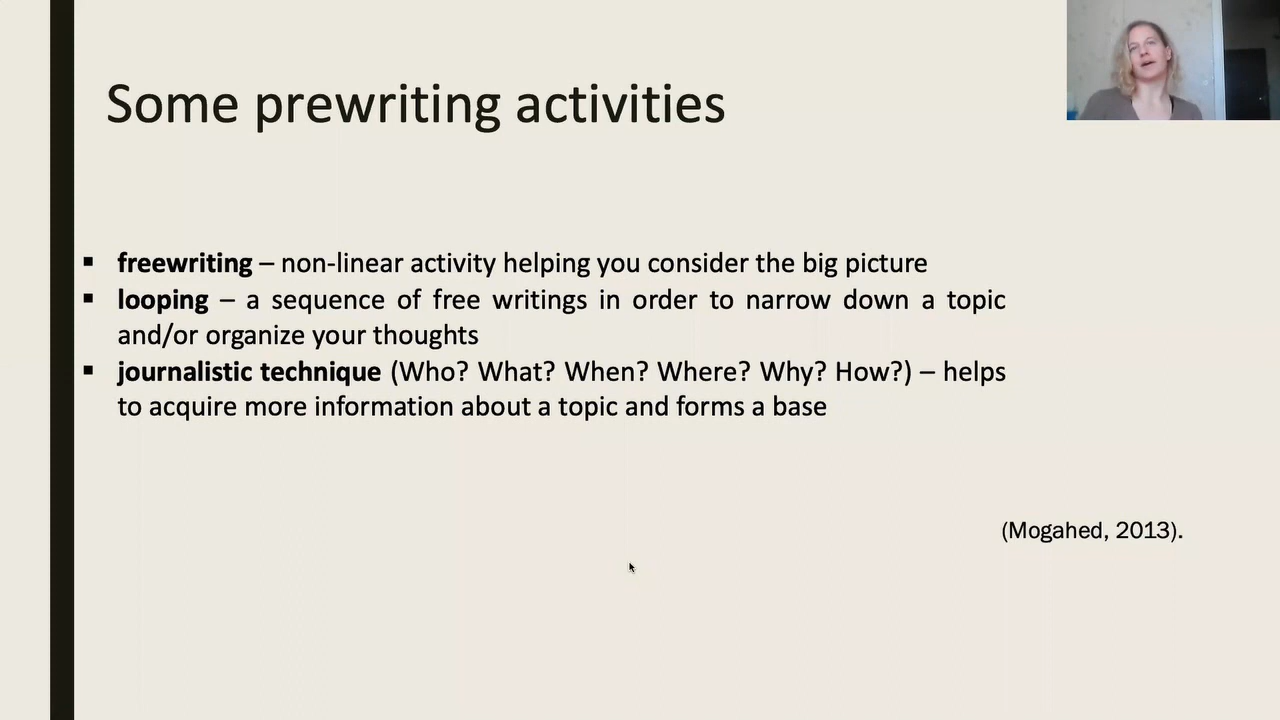 Some prewriting activities
▪ freewriting – non-linear activity helping you consider the big picture
▪ looping – a sequence of free writings in order to narrow down a topic
and/or organize your thoughts
▪ journalistic technique (Who? What? When? Where? Why? How?) – helps
to acquire more information about a topic and forms a base
(Mogahed, 2013).